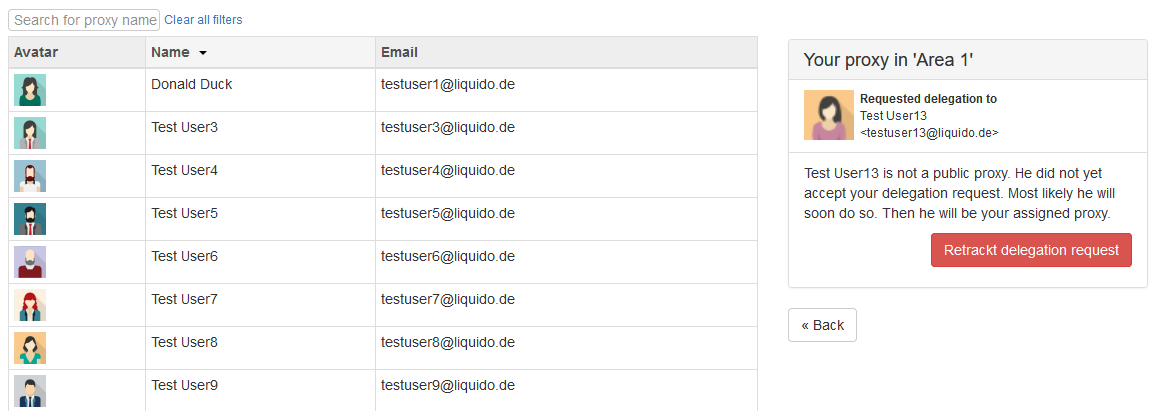 Search for proxy name Clear all filters
Avatar Name Email
Donald Duck testuser1@liquido.de
Test User3 testuser3@liquido.de
Test User4 testuser4@liquido.de
Test User5 testuser5@liquido.de
Test User6 testuser6@liquido.de
Test User7 testuser7@liquido.de
Test User8 testuser8@liquido.de
Test User9 testuser9@liquido.de
Your proxy in 'Area 1'
Requested delegation to
Test User13
<testuser13@liquido.de>
Test User13 is not a public proxy. He did not yet
accept your delegation request. Most likely he will
soon do so. Then he will be your assigned proxy.
Retrackt delegation request
« Back